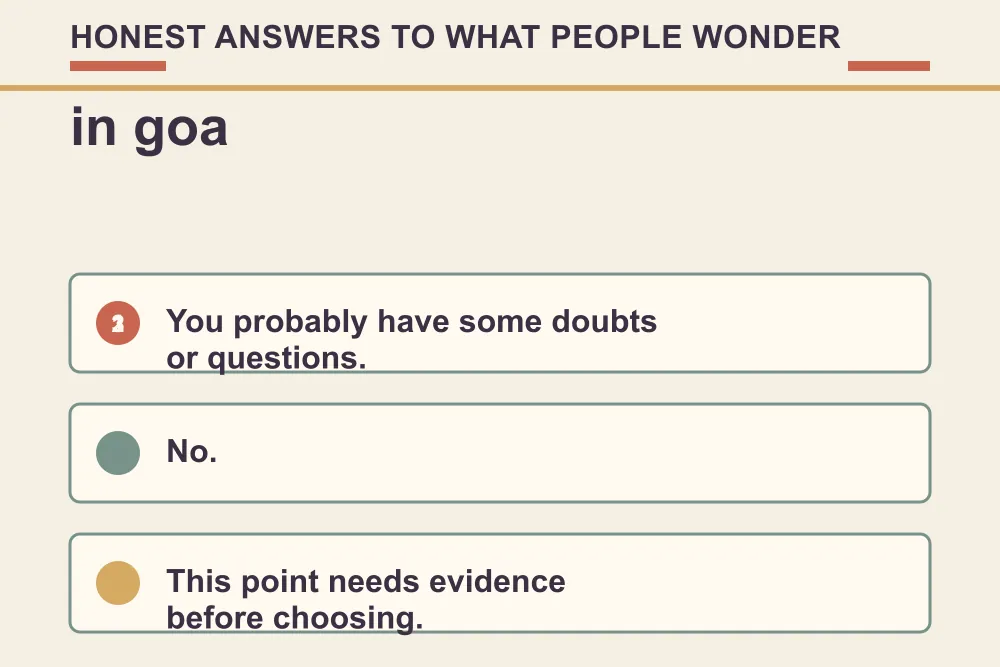 HONEST ANSWERS TO WHAT PEOPLE WONDER
in goa
You probably have some doubts
or questions.
No.
This point needs evidence
before choosing.